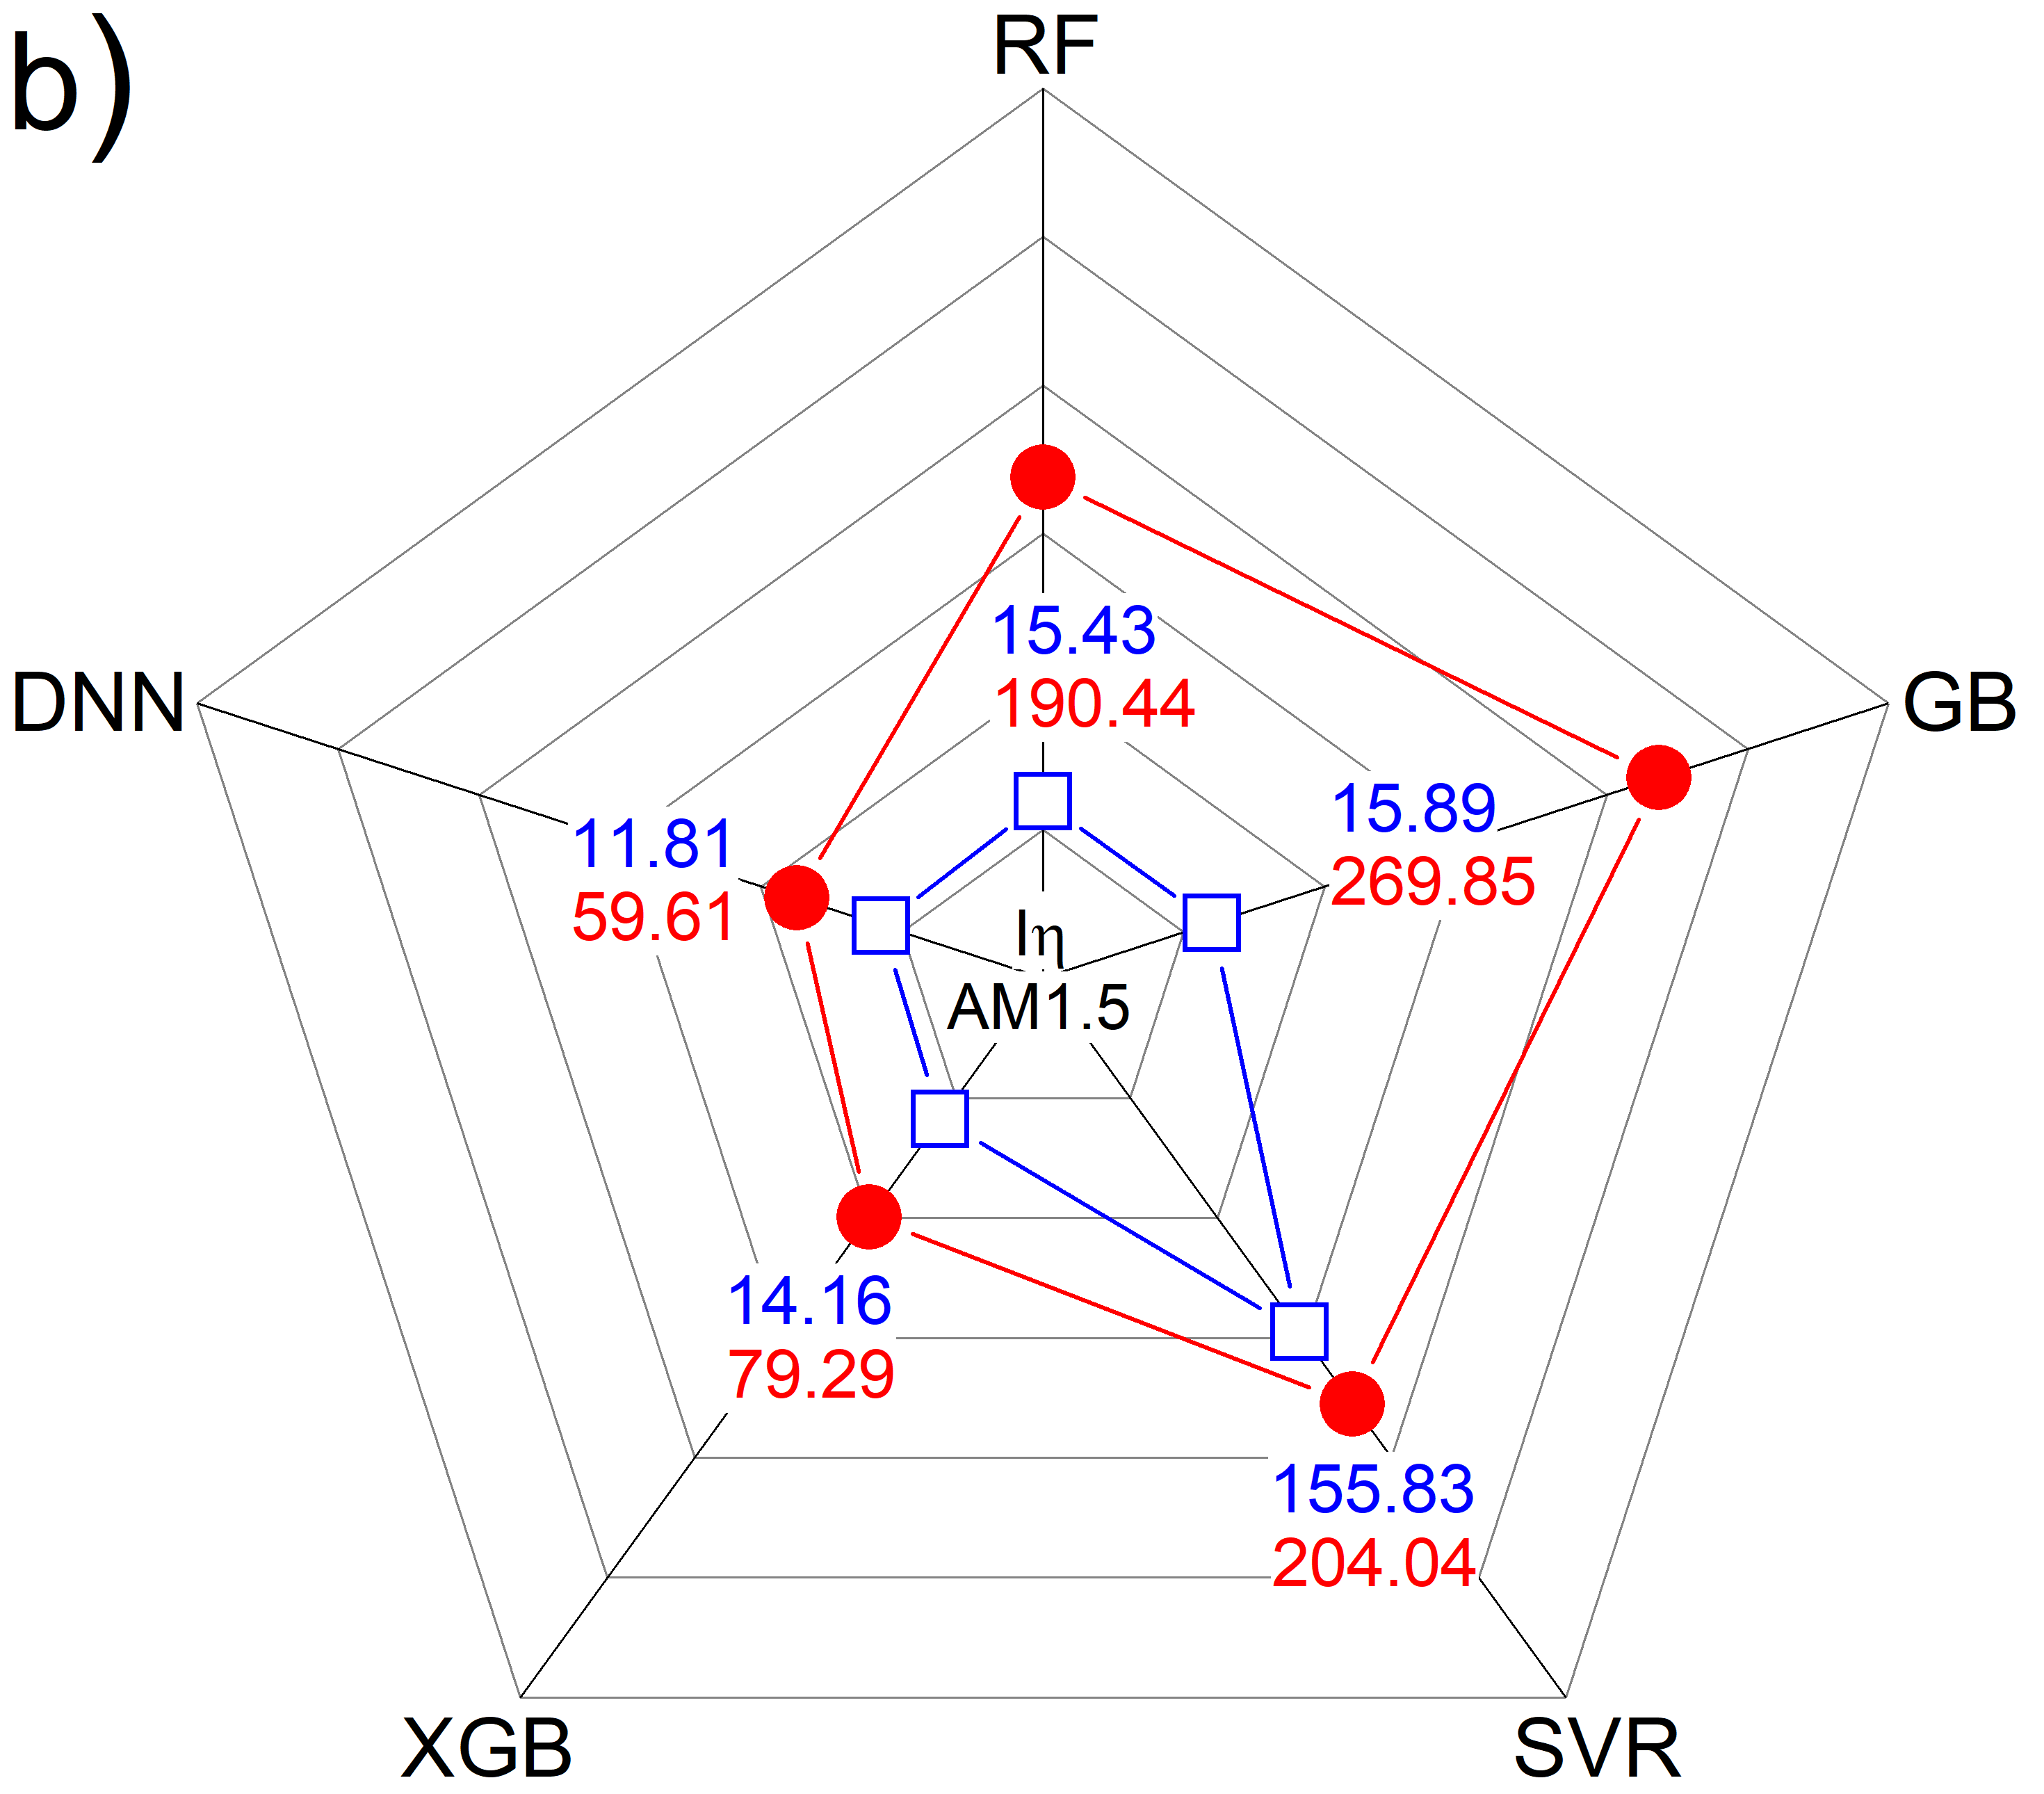 b)
RF
15.43
190.44
DNN
GB
15.89
269.85
11.81
59.61
Iη
AM1.5
14.16
79.29
155.83
204.04
XGB
SVR